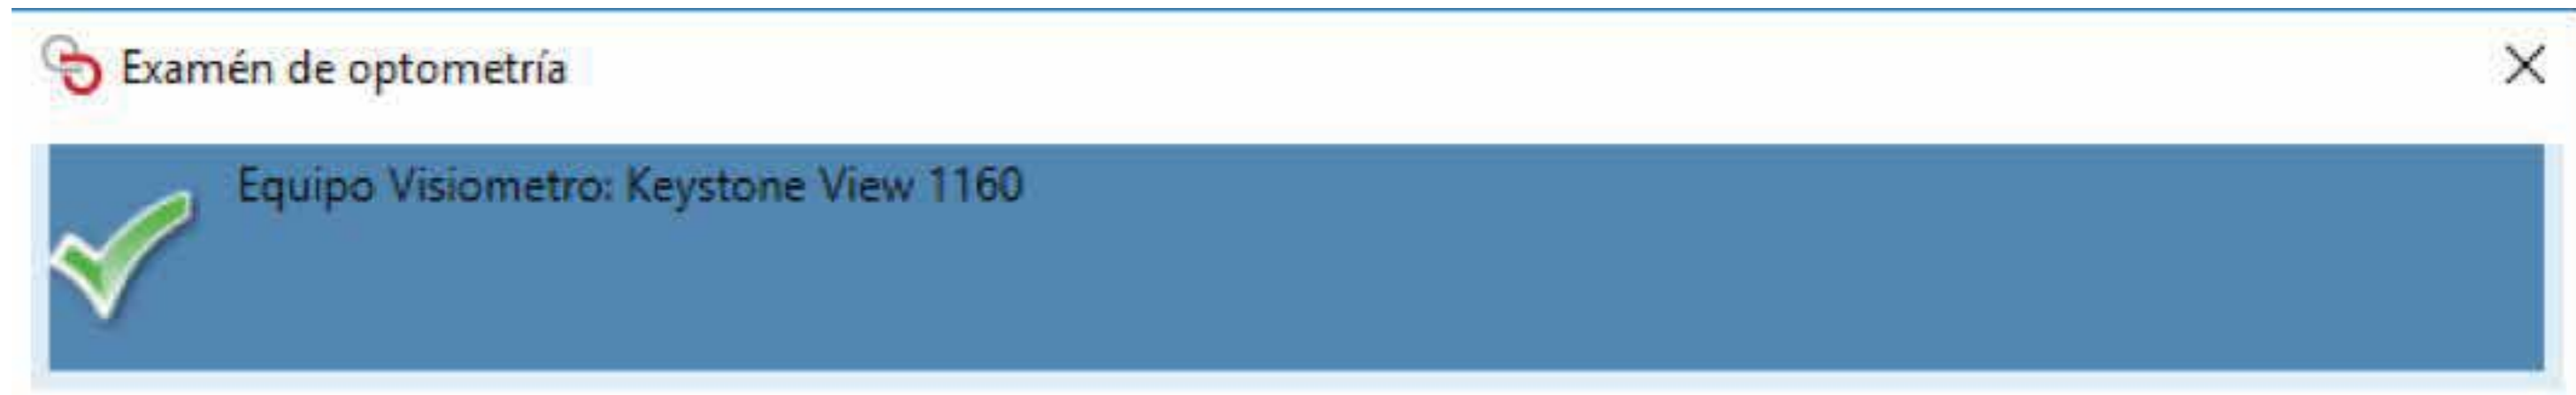 Examén de optometría
Equipo Visiometro: Keystone View 1160